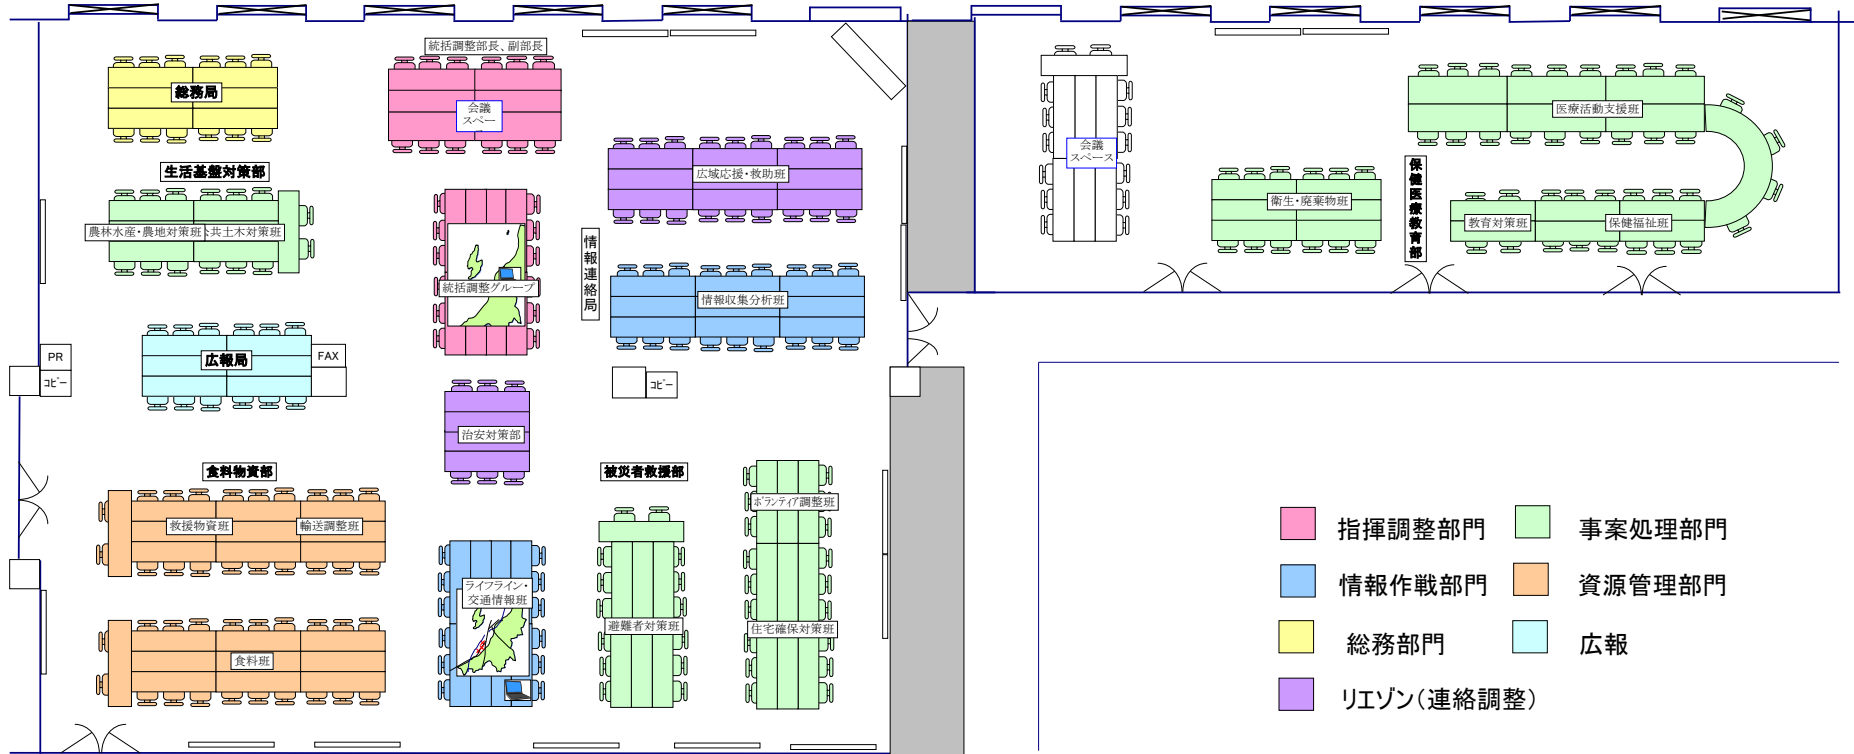 統括調整部長、副部長
総務局
会議
スペー
生活基盤対策部
農林水産・農地対策班
共土木対策班
広域応援・救助班
情報連絡局
統括調整グループ
情報収集分析班
PR
コピー
広報局
FAX
コピー
治安対策部
食料物資部
救援物資班
輸送調整班
食料班
被災者救援部
ボランティア調整班
ライフライン・
交通情報班
避難者対策班
住宅確保対策班
会議
スペース
医療活動支援班
衛生・廃棄物班
保健医療教育部
教育対策班
保健福祉班
指揮調整部門
事案処理部門
情報作戦部門
資源管理部門
総務部門
広報
リエゾン(連絡調整)